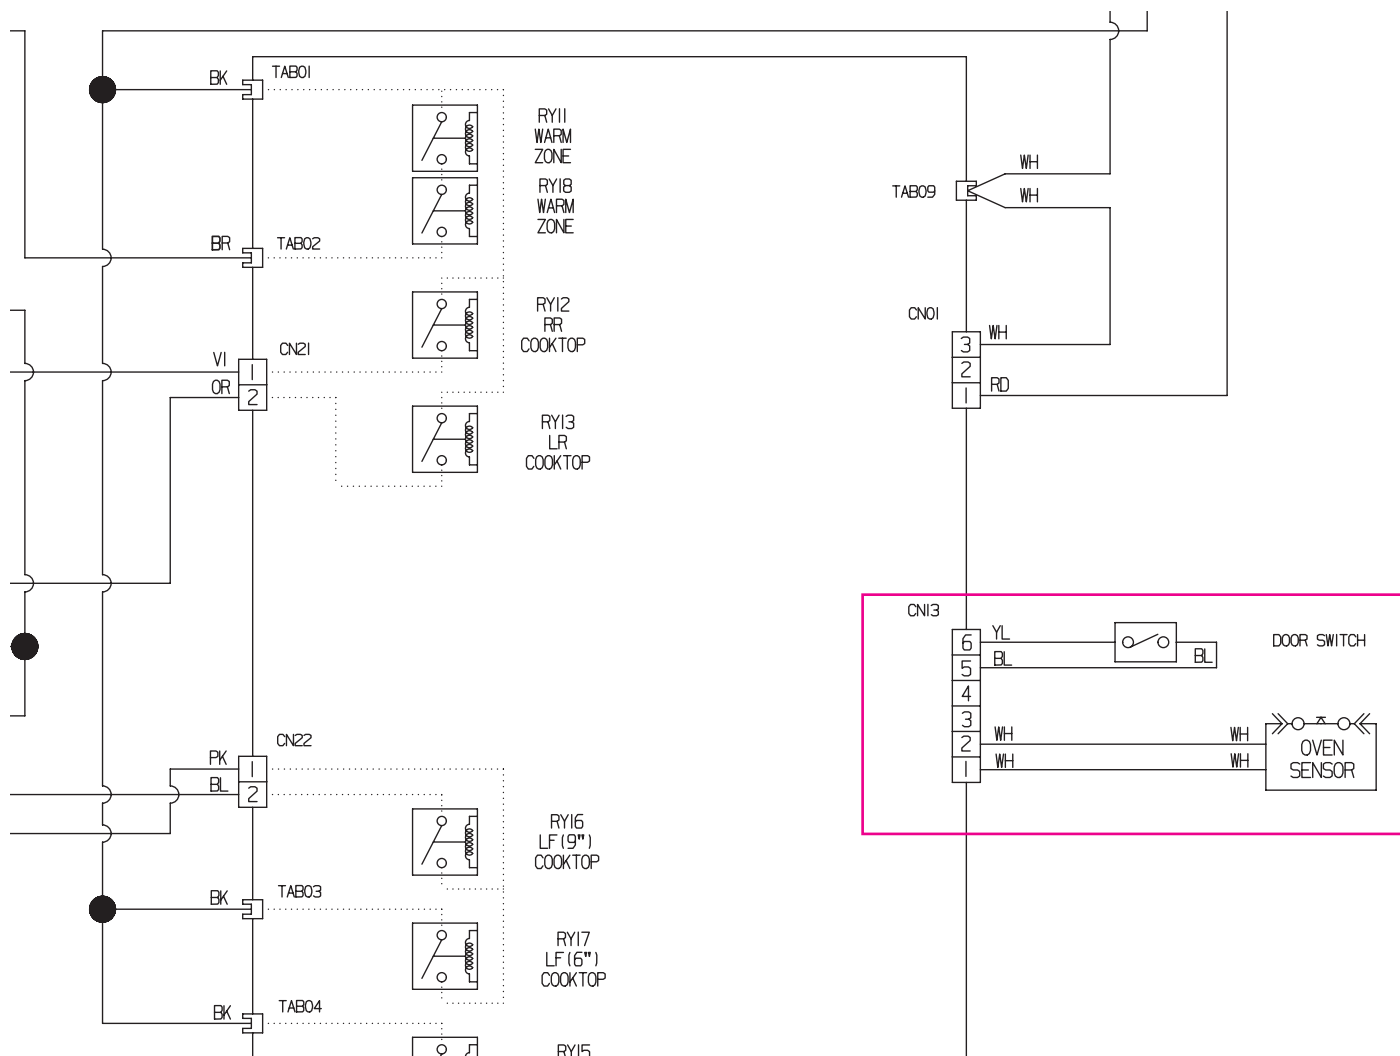 BK
TAB01
RY11
WARM
ZONE
RY18
WARM
ZONE
BR
TAB02
RY12
RR
COOKTOP
VI
CN21
1
OR
2
RY13
LR
COOKTOP
WH
TAB09
WH
CN01
3
WH
2
1
RD
CN13
6
YL
DOOR SWITCH
5
BL
BL
4
3
2
WH
WH
1
WH
WH
OVEN
SENSOR
CN22
PK
1
BL
2
RY16
LF(9")
COOKTOP
BK
TAB03
RY17
LF(6")
COOKTOP
BK
TAB04
RY15